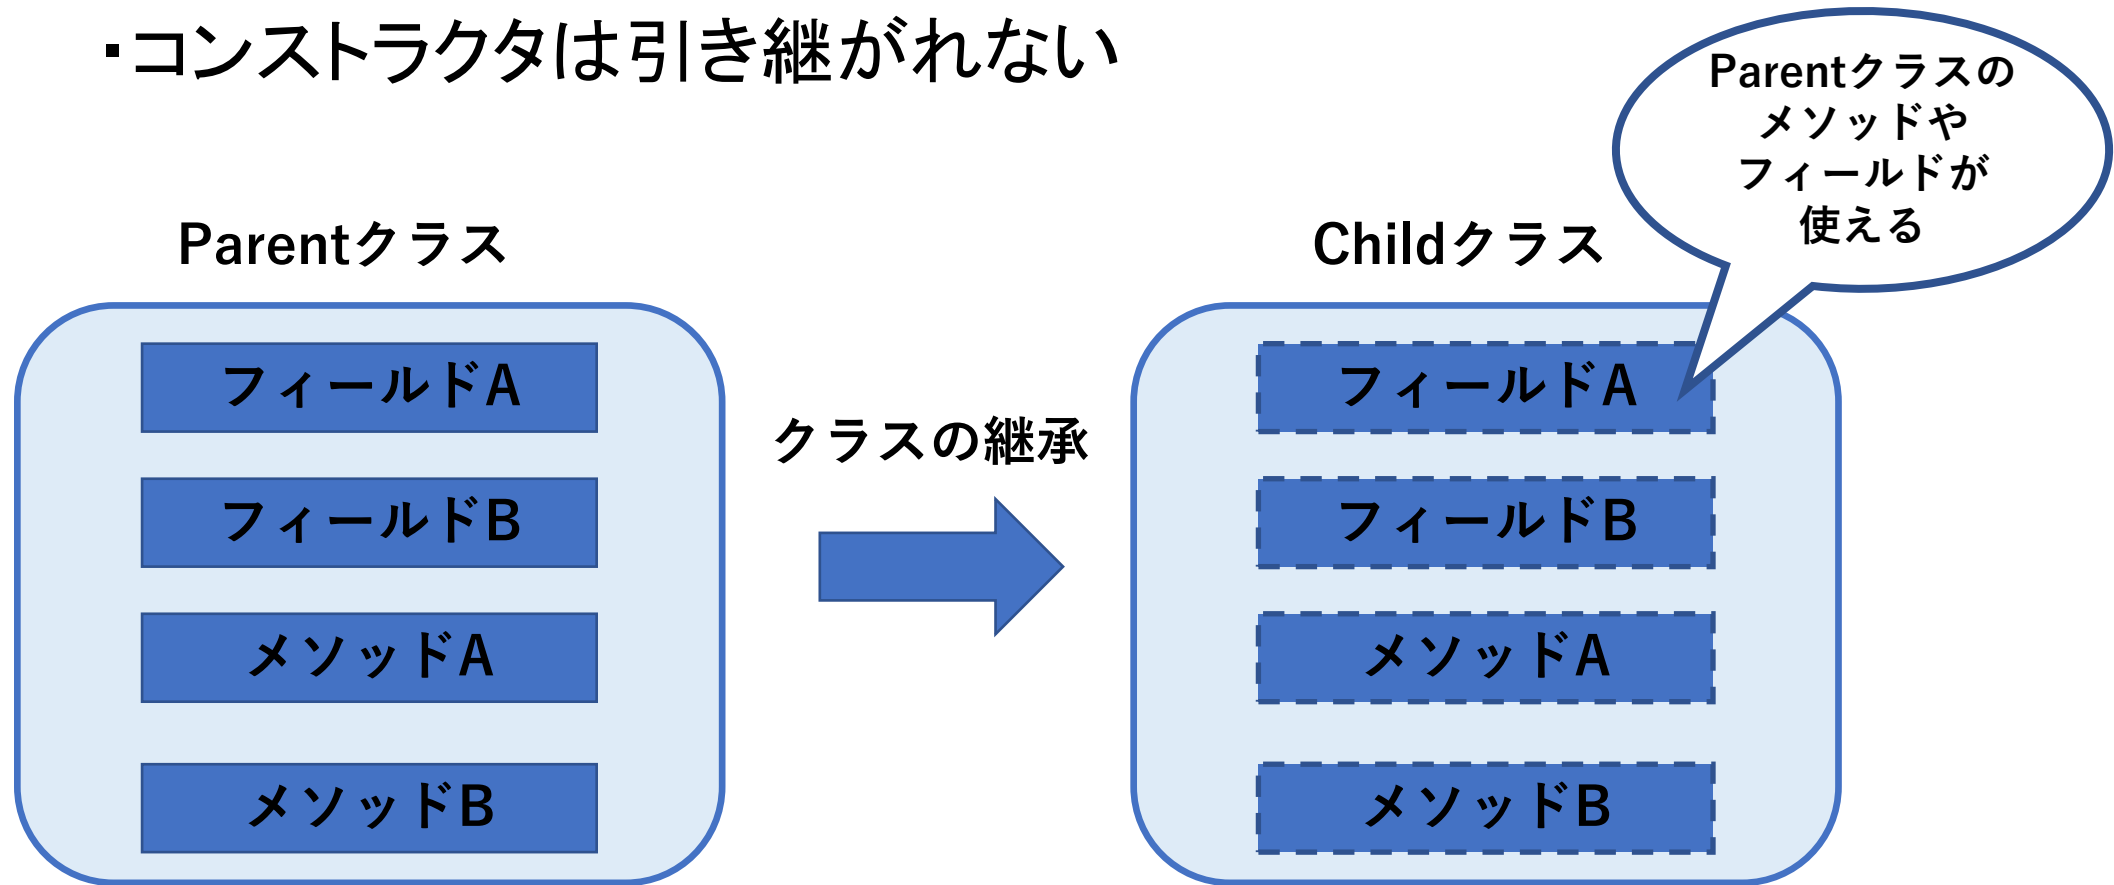 ・コンストラクタは引き継がれない
Parentクラスの
メソッドや
フィールドが
使える
Parentクラス
Childクラス
フィールドA
フィールドB
メソッドA
メソッドB
クラスの継承
フィールドA
フィールドB
メソッドA
メソッドB